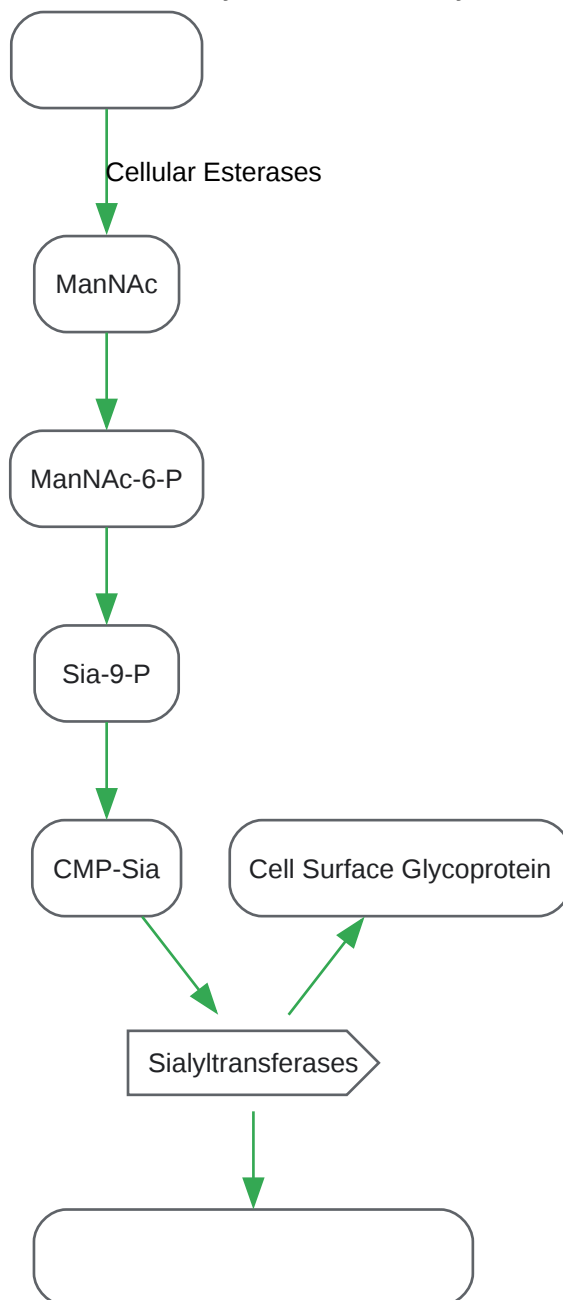 Cellular Esterases
ManNAc
ManNAc-6-P
Sia-9-P
CMP-Sia
Cell Surface Glycoprotein
Sialyltransferases